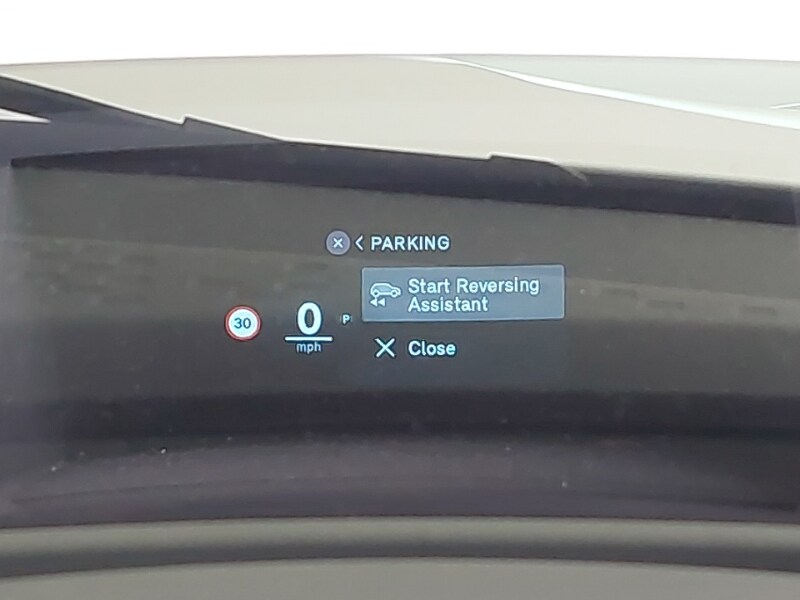 PARKING
Start Reversing
Assistant
30
0
P
mph
Close